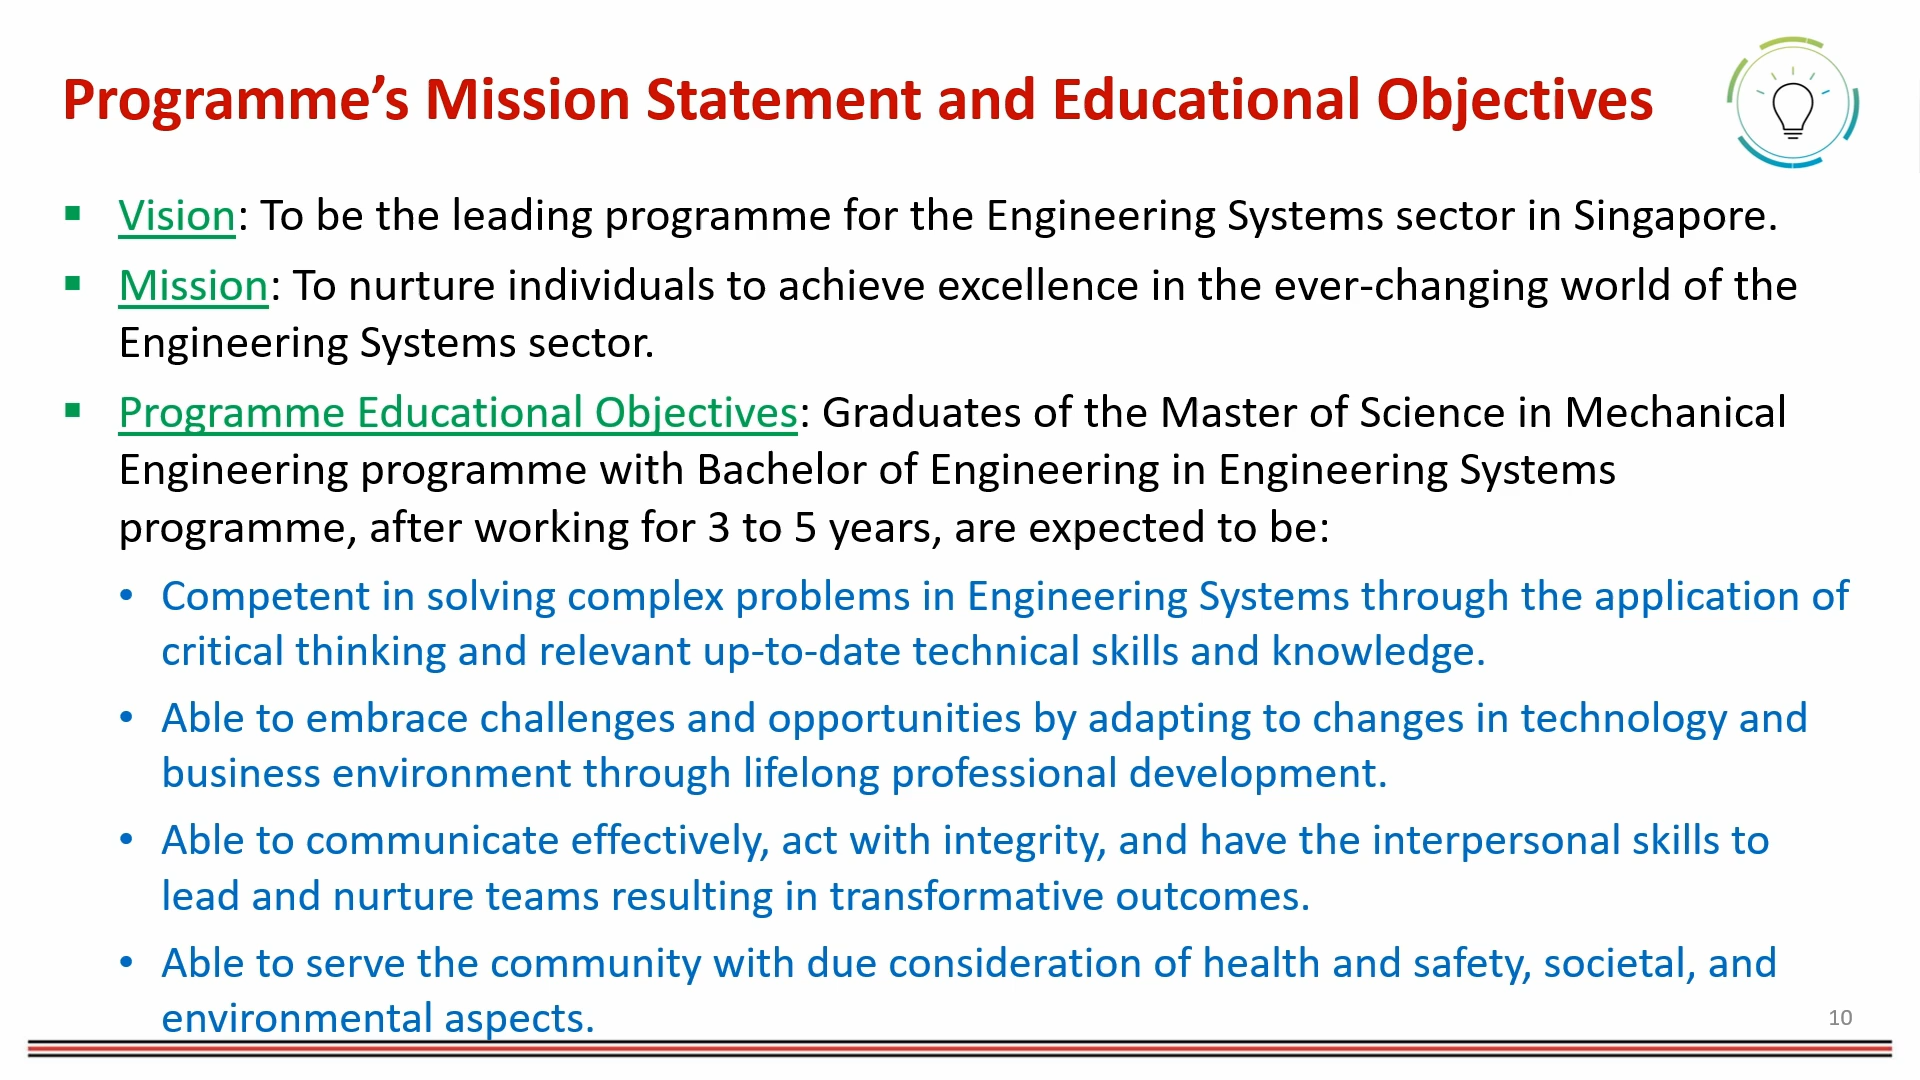 Programme’s Mission Statement and Educational Objectives
▪ Vision: To be the leading programme for the Engineering Systems sector in Singapore.
▪ Mission: To nurture individuals to achieve excellence in the ever-changing world of the
Engineering Systems sector.
▪ Programme Educational Objectives: Graduates of the Master of Science in Mechanical
Engineering programme with Bachelor of Engineering in Engineering Systems
programme, after working for 3 to 5 years, are expected to be:
• Competent in solving complex problems in Engineering Systems through the application of
critical thinking and relevant up-to-date technical skills and knowledge.
• Able to embrace challenges and opportunities by adapting to changes in technology and
business environment through lifelong professional development.
• Able to communicate effectively, act with integrity, and have the interpersonal skills to
lead and nurture teams resulting in transformative outcomes.
• Able to serve the community with due consideration of health and safety, societal, and
environmental aspects.
10